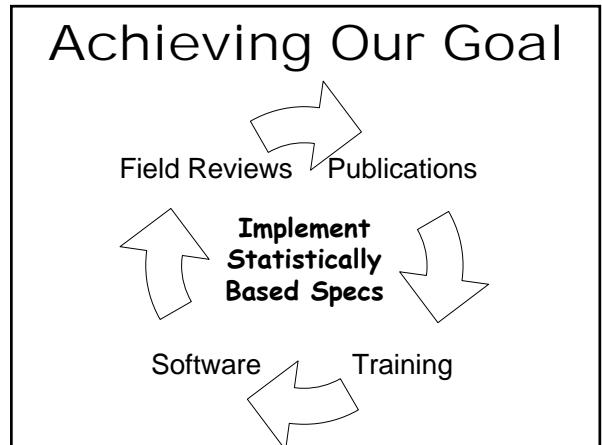 Achieving Our Goal
Field Reviews Publications
Implement
Statistically
Based Specs
Software Training